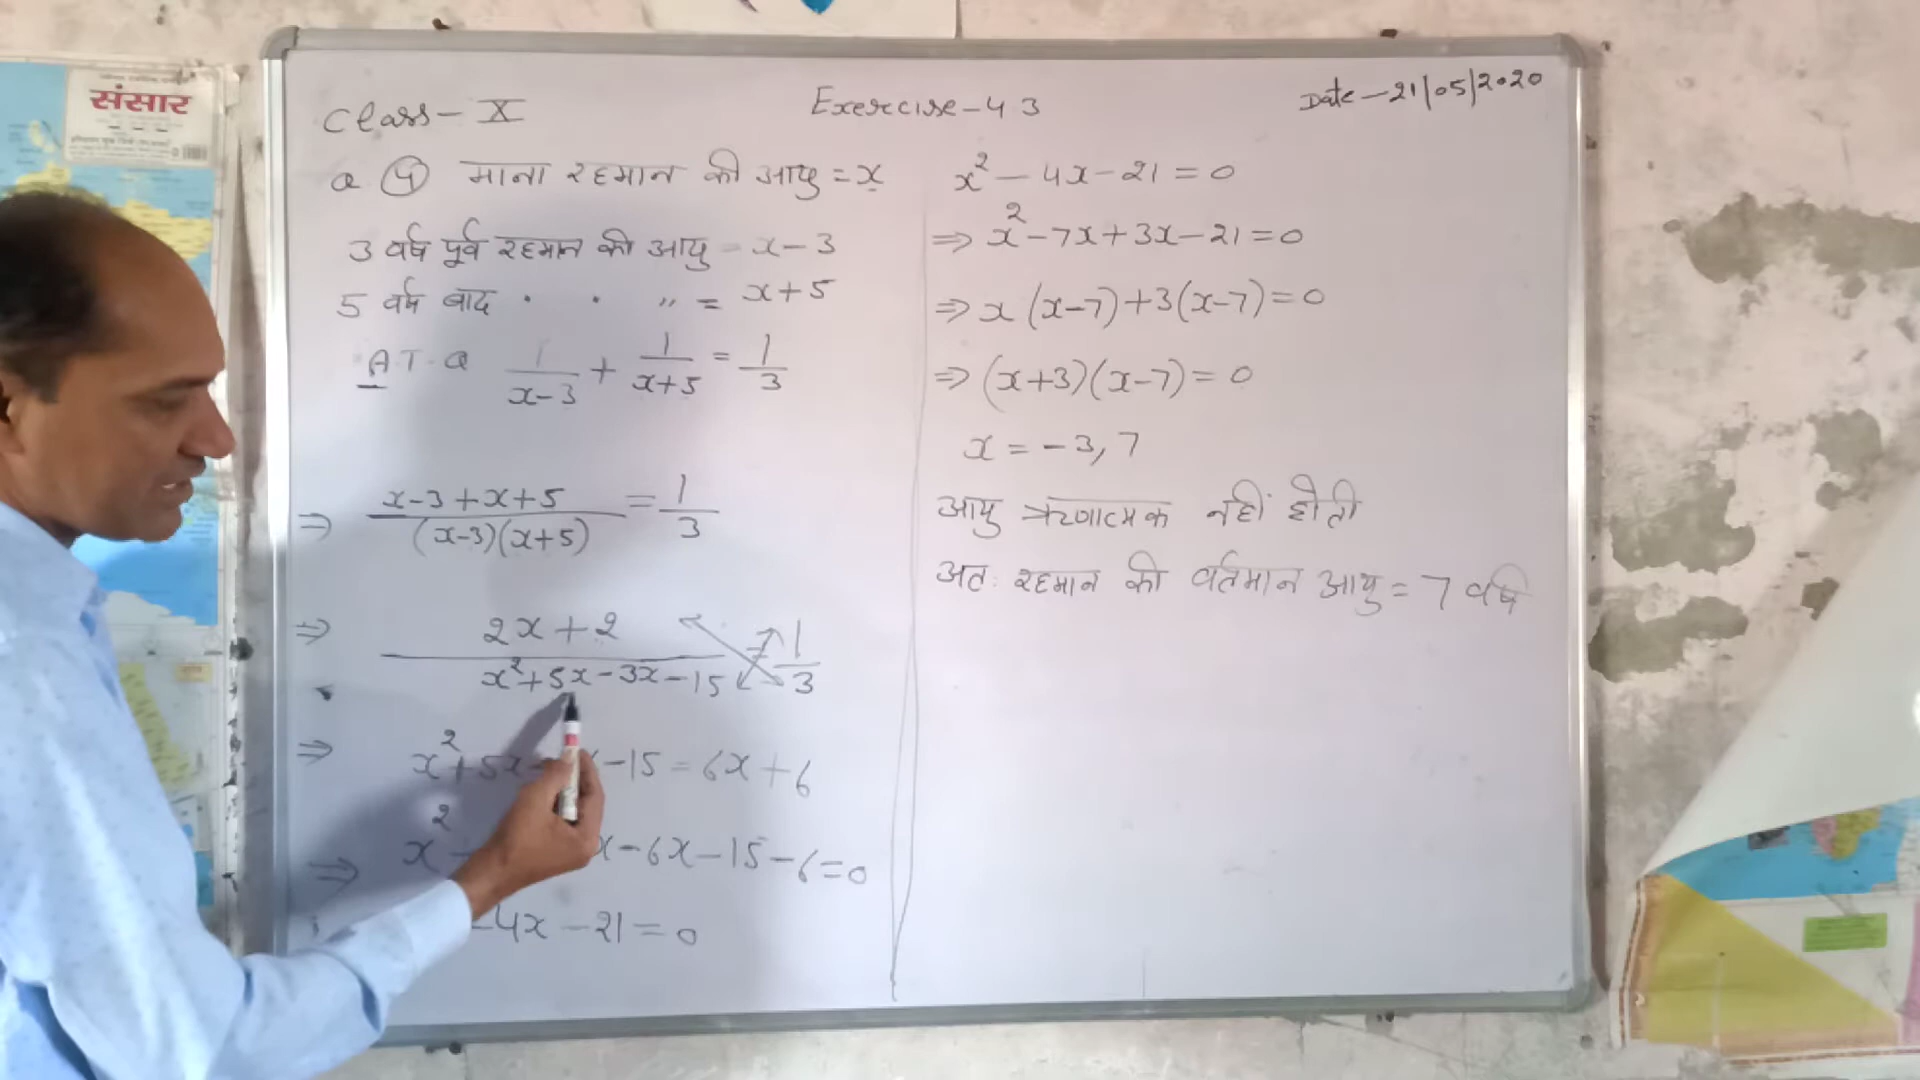 संसार
Class - X
Exercise - 4 3
Date - 21/05/2020
Q ④ माना रहमान की आयु = x
3 वर्ष पूर्व रहमान की आयु = x-3
5 वर्ष बाद " = x+5
A.T.Q 1/(x-3) + 1/(x+5) = 1/3
⇒ (x-3+x+5)/((x-3)(x+5)) = 1/3
⇒ (2x+2)/(x²+5x-3x-15) = 1/3
⇒ x²+5x- -15 = 6x+6
⇒ x² x-6x-15-6=0
-4x-21=0
x²-4x-21=0
⇒ x²-7x+3x-21=0
⇒ x(x-7)+3(x-7)=0
⇒ (x+3)(x-7)=0
x = -3, 7
आयु ऋणात्मक नहीं होती
अतः रहमान की वर्तमान आयु = 7 वर्ष